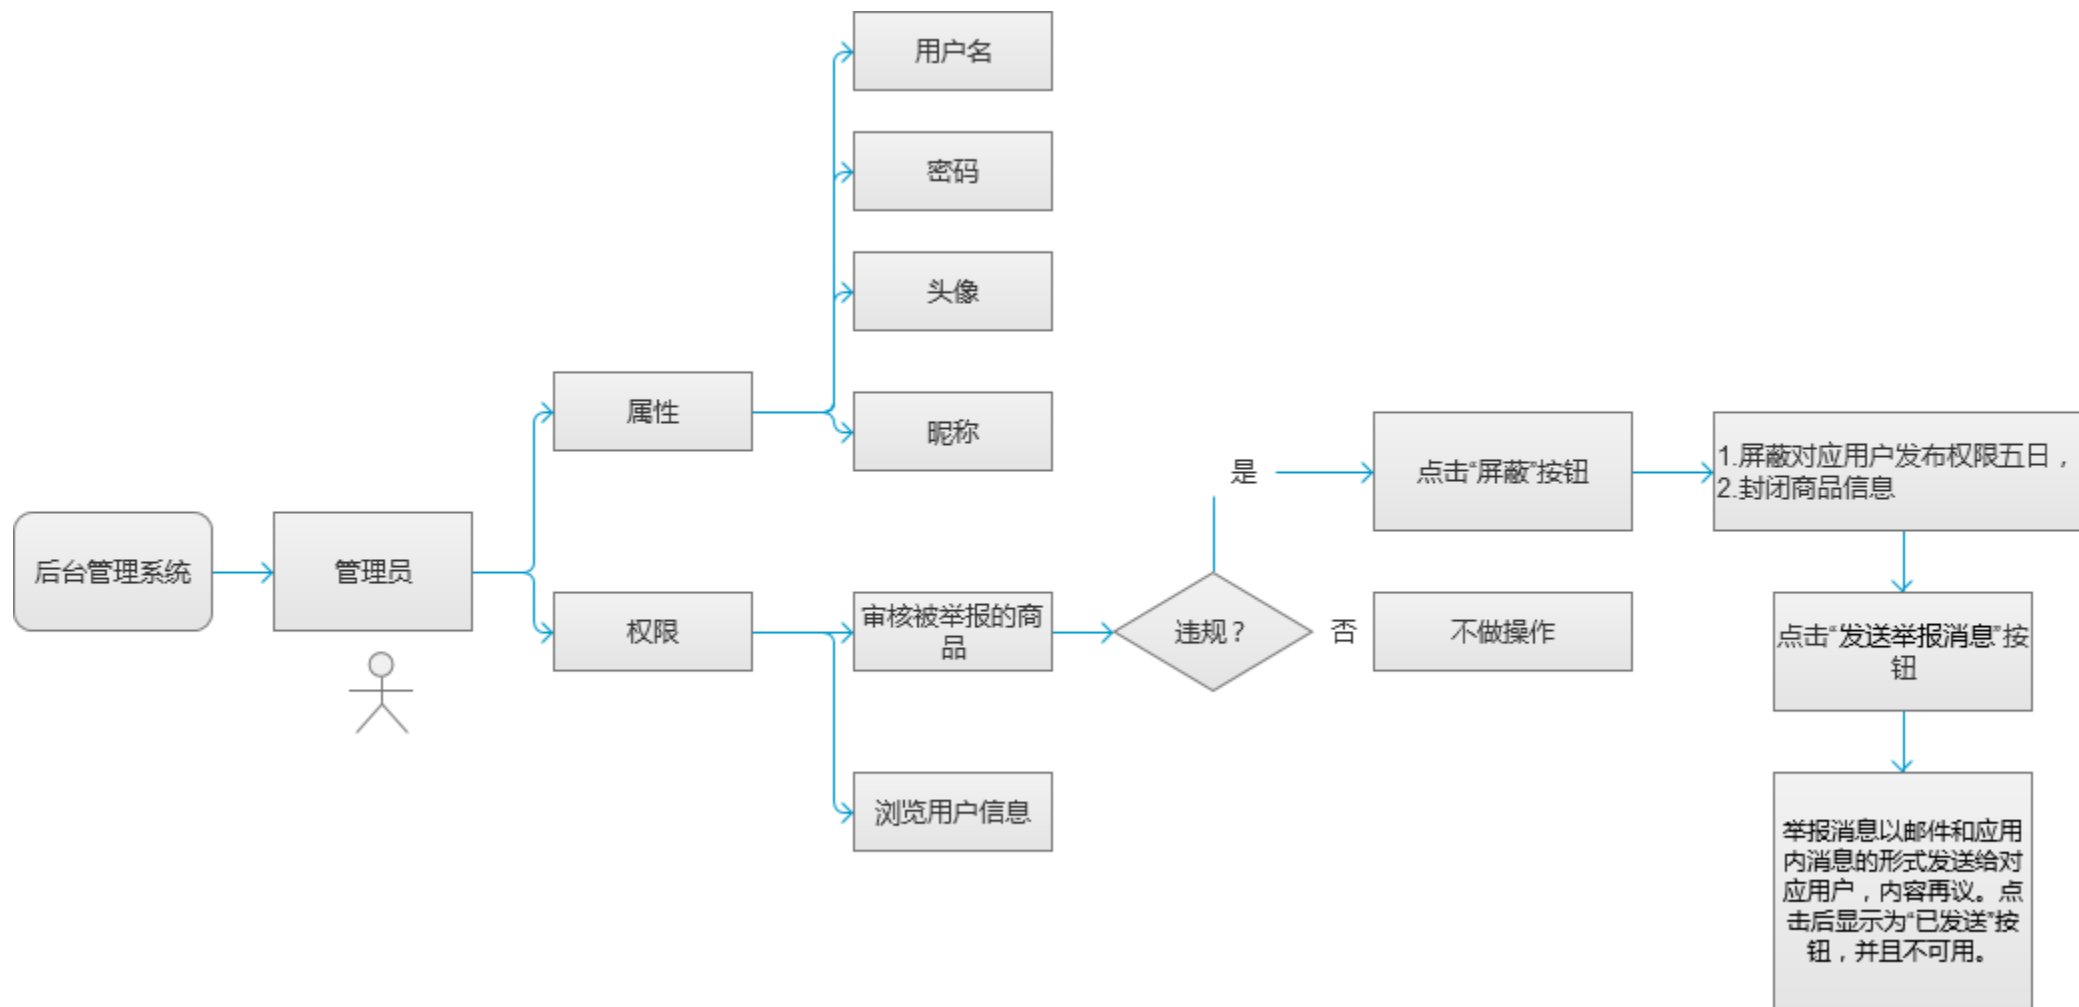 用户名
密码
头像
属性
昵称
是
点击“屏蔽”按钮
1.屏蔽对应用户发布权限五日，
2.封闭商品信息
后台管理系统
管理员
权限
审核被举报的商
品
违规？
否
不做操作
点击“发送举报消息”按
钮
浏览用户信息
举报消息以邮件和应用
内消息的形式发送给对
应用户，内容再议。点
击后显示为“已发送”按
钮，并且不可用。